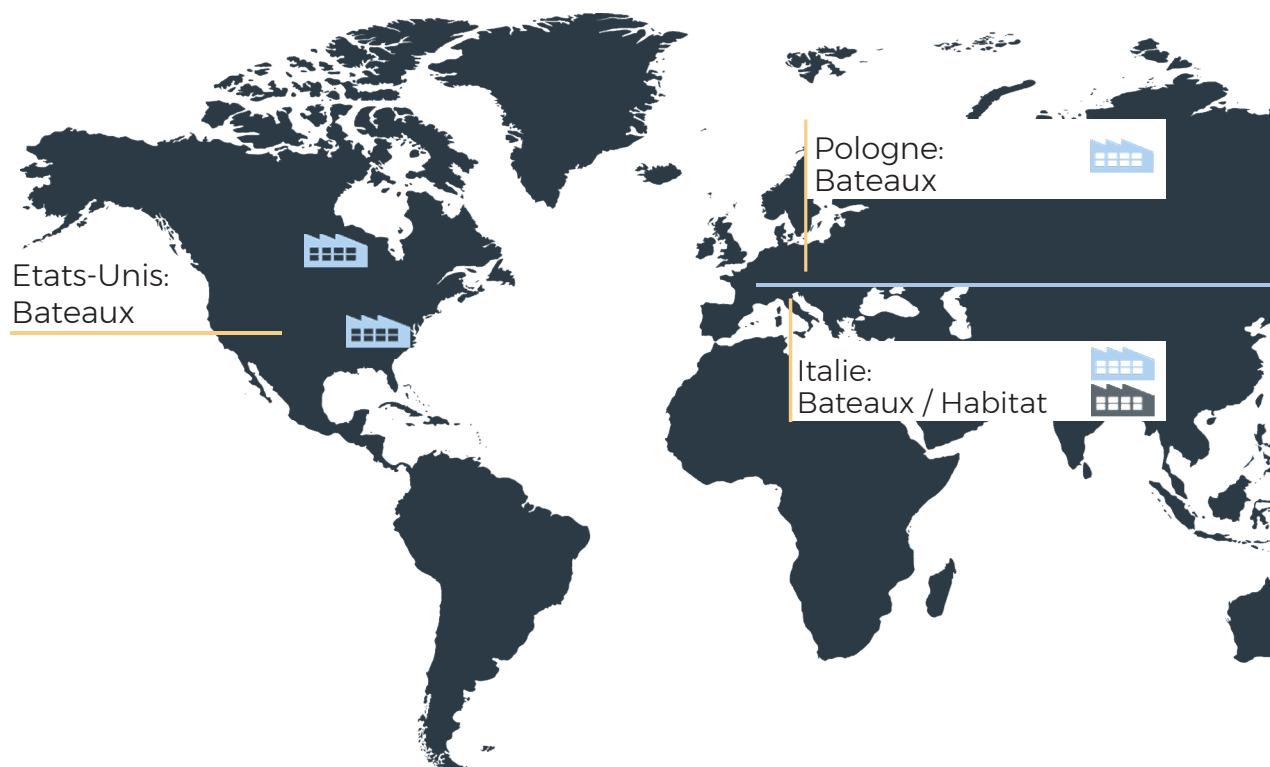 Pologne:
Bateaux
Etats-Unis:
Bateaux
Italie:
Bateaux / Habitat